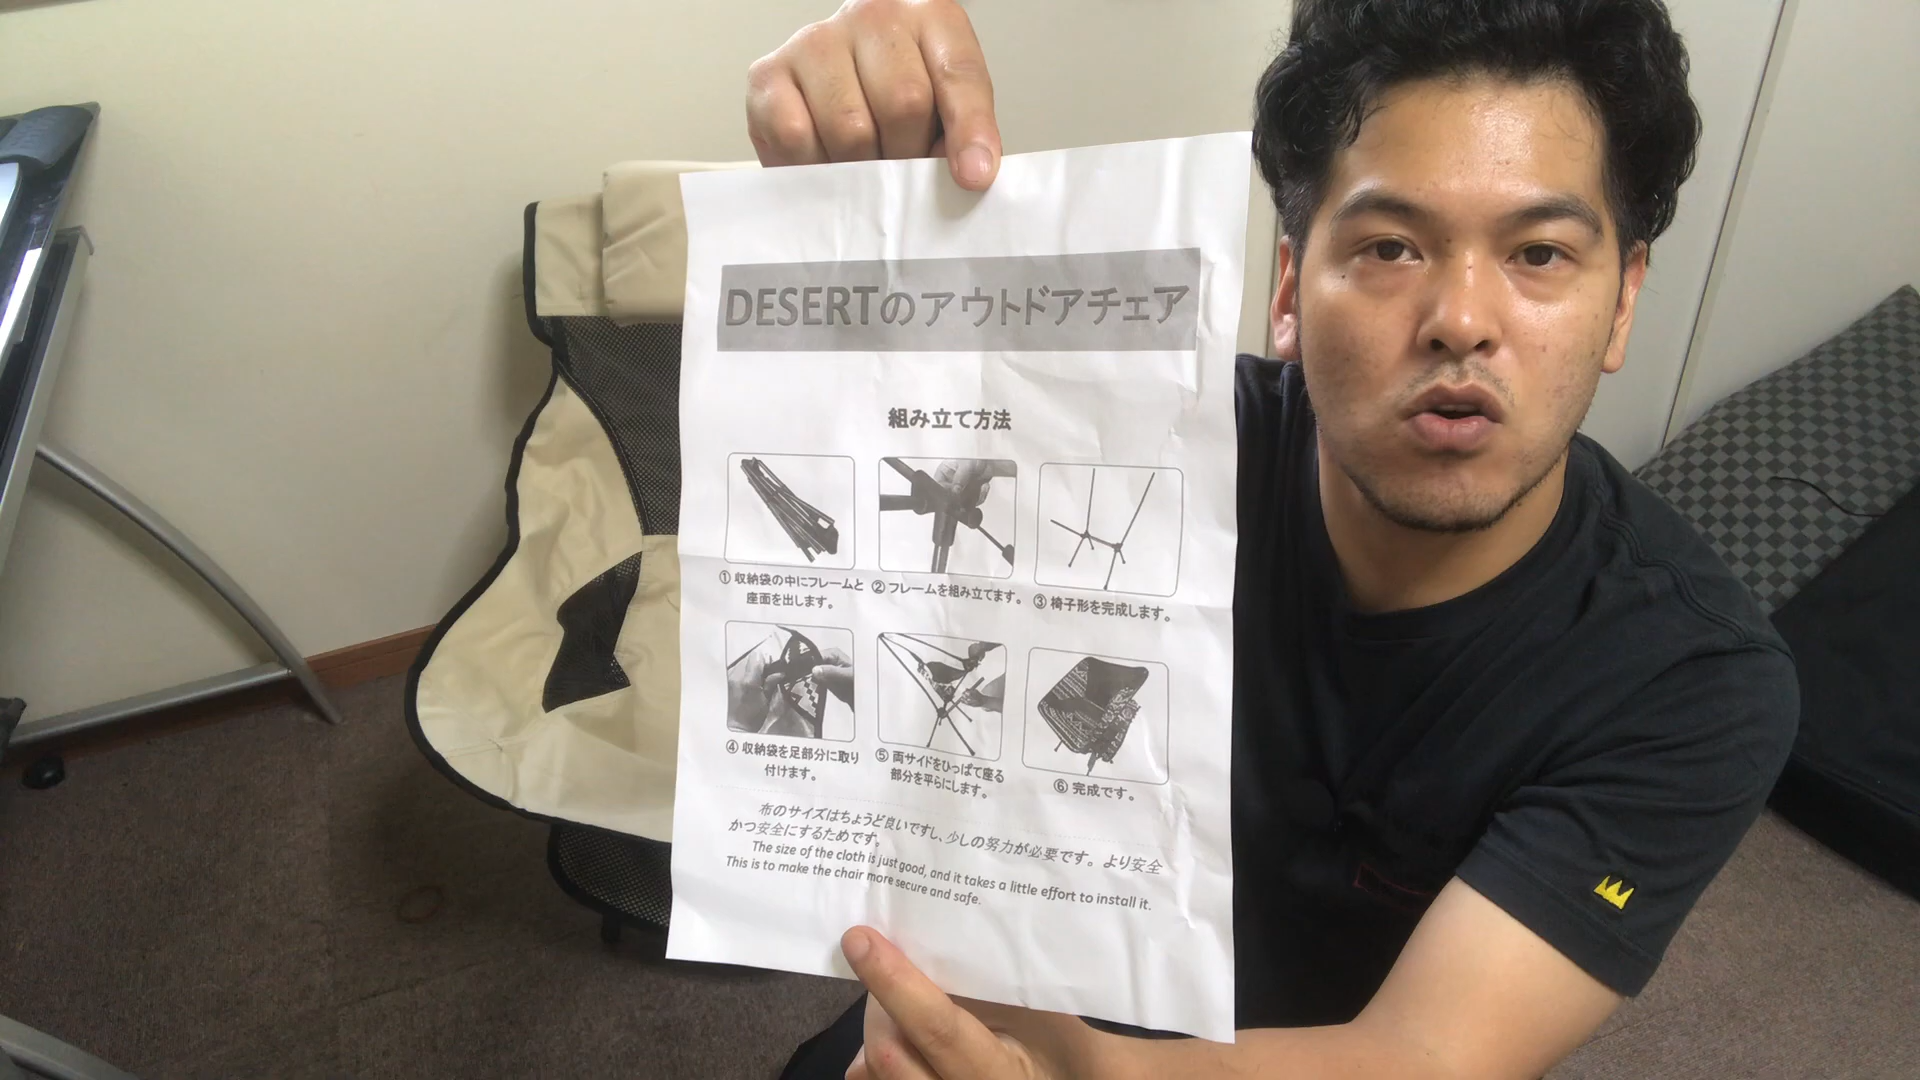 DESERTのアウトドアチェア
組み立て方法
① 収納袋の中にフレームと
座面を出します。
② フレームを組み立てます。
③ 椅子形を完成します。
④ 収納袋を足部分に取り
付けます。
⑤ 両サイドをひっぱて座る
部分を平らにします。
⑥ 完成です。
布のサイズはちょうど良いですし、少しの努力が必要です。より安全
かつ安全にするためです。
The size of the cloth is just good, and it takes a little effort to install it.
This is to make the chair more secure and safe.